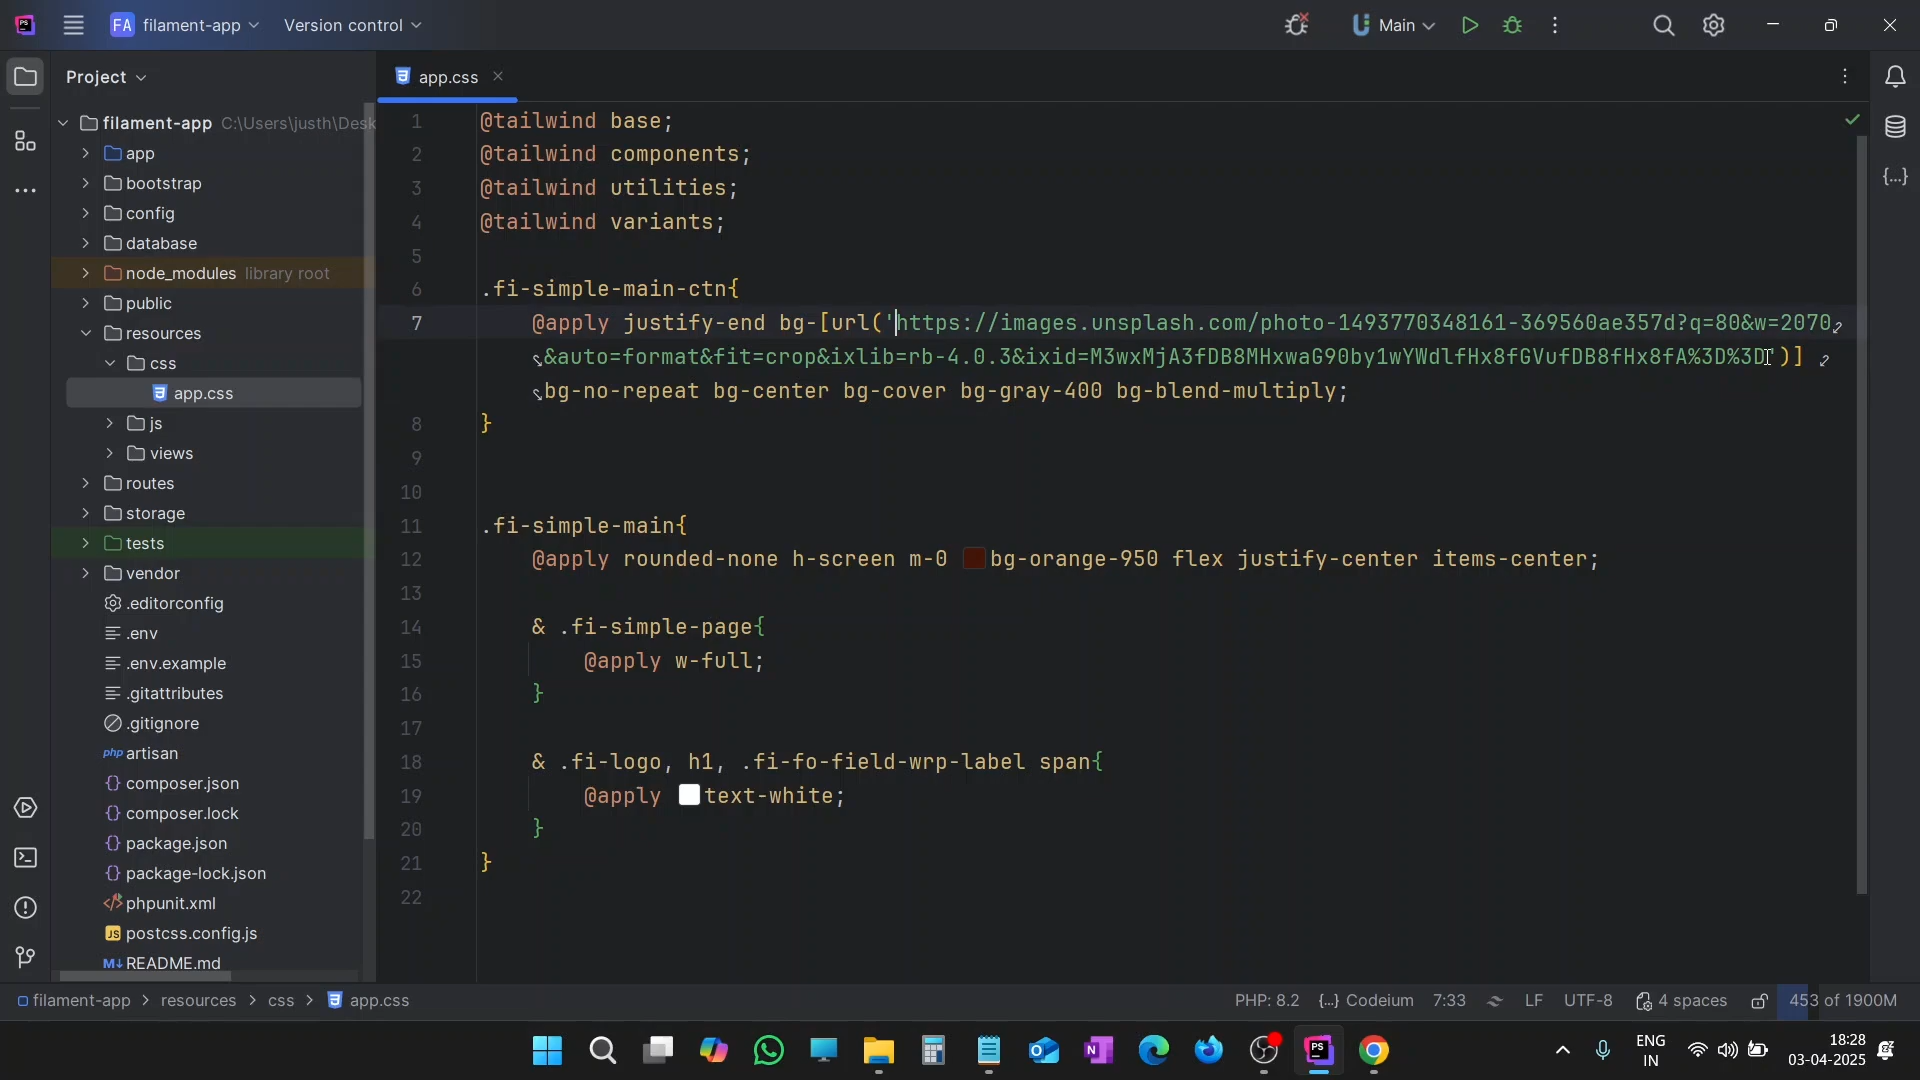 FA filament-app Version control Main
Project
app.css
filament-app C:\Users\justh\Desk
app
bootstrap
config
database
node_modules library root
public
resources
css
app.css
js
views
routes
storage
tests
vendor
.editorconfig
.env
.env.example
.gitattributes
.gitignore
php artisan
composer.json
composer.lock
package.json
package-lock.json
phpunit.xml
JS postcss.config.js
M↓ README.md
1 @tailwind base;
2 @tailwind components;
3 @tailwind utilities;
4 @tailwind variants;
5
6 .fi-simple-main-ctn{
7 @apply justify-end bg-[url('https://images.unsplash.com/photo-1493770348161-369560ae357d?q=80&w=2070
&auto=format&fit=crop&ixlib=rb-4.0.3&ixid=M3wxMjA3fDB8MHxwaG90by1wYWdlfHx8fGVufDB8fHx8fA%3D%3D')]
bg-no-repeat bg-center bg-cover bg-gray-400 bg-blend-multiply;
8 }
9
10
11 .fi-simple-main{
12 @apply rounded-none h-screen m-0 bg-orange-950 flex justify-center items-center;
13
14 & .fi-simple-page{
15 @apply w-full;
16 }
17
18 & .fi-logo, h1, .fi-fo-field-wrp-label span{
19 @apply text-white;
20 }
21 }
22
filament-app > resources > css > app.css PHP: 8.2 {...} Codeium 7:33 LF UTF-8 4 spaces 453 of 1900M
ENG
IN
18:28
03-04-2025